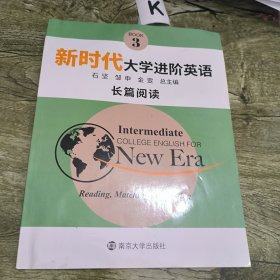 K
BOOK
3
新时代大学进阶英语
石坚 邹申 金雯 总主编
长篇阅读
Intermediate
COLLEGE ENGLISH FOR
New Era
Reading,
南京大学出版社